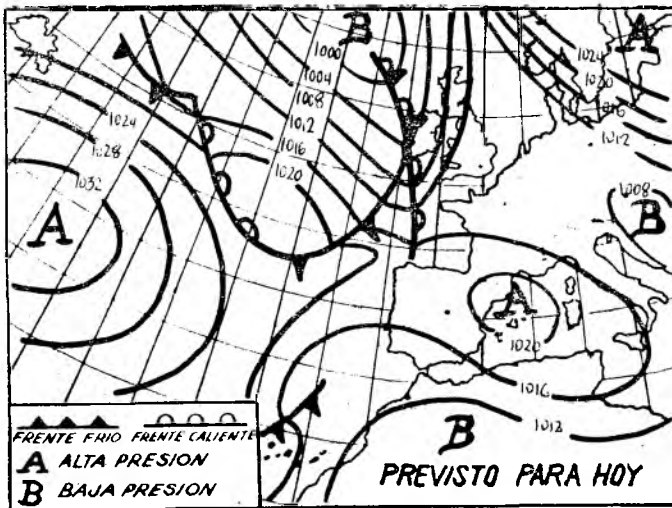 B
1000
1004
1008
1012
1016
1020
1024
1028
1032
A
A
1024
1020
1016
1012
1008
B
A
1020
1016
1012
B
FRENTE FRIO FRENTE CALIENTE
A ALTA PRESION
B BAJA PRESION
PREVISTO PARA HOY